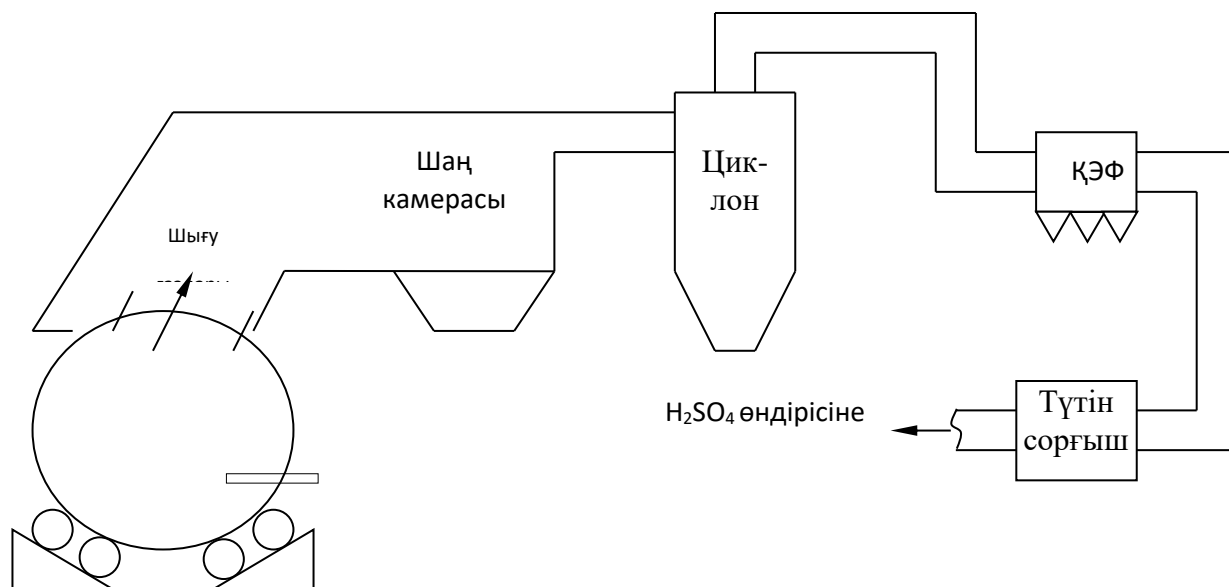 Шаң
камерасы
Цик-
лон
ҚЭФ
Шығу
H₂SO₄ өндірісіне
Түтін
сорғыш